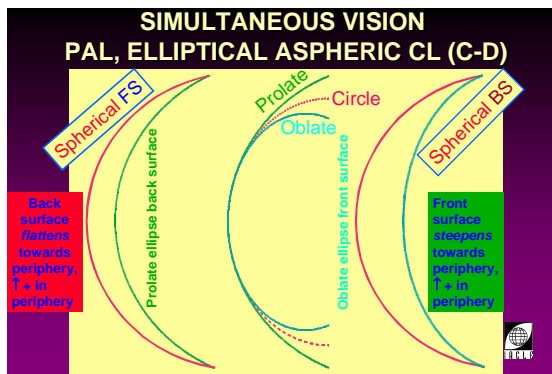 SIMULTANEOUS VISION
PAL, ELLIPTICAL ASPHERIC CL (C-D)
Spherical FS
Prolate
Circle
Oblate
Spherical BS
Prolate ellipse back surface
Oblate ellipse front surface
Back
surface
flattens
towards
periphery,
↑+ in
periphery
Front
surface
steepens
towards
periphery,
↑+ in
periphery
IACLE